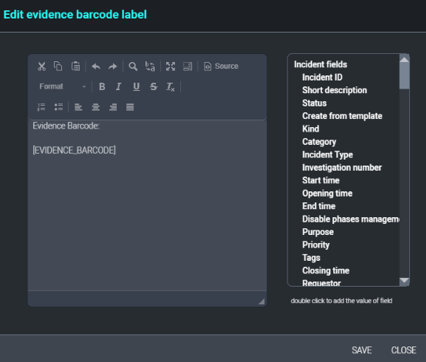 Edit evidence barcode label
Source
Format
B I U S Tx
Evidence Barcode:
[EVIDENCE_BARCODE]
Incident fields
Incident ID
Short description
Status
Create from template
Kind
Category
Incident Type
Investigation number
Start time
Opening time
End time
Disable phases managem
Purpose
Priority
Tags
Closing time
Requestor
double click to add the value of field
SAVE CLOSE